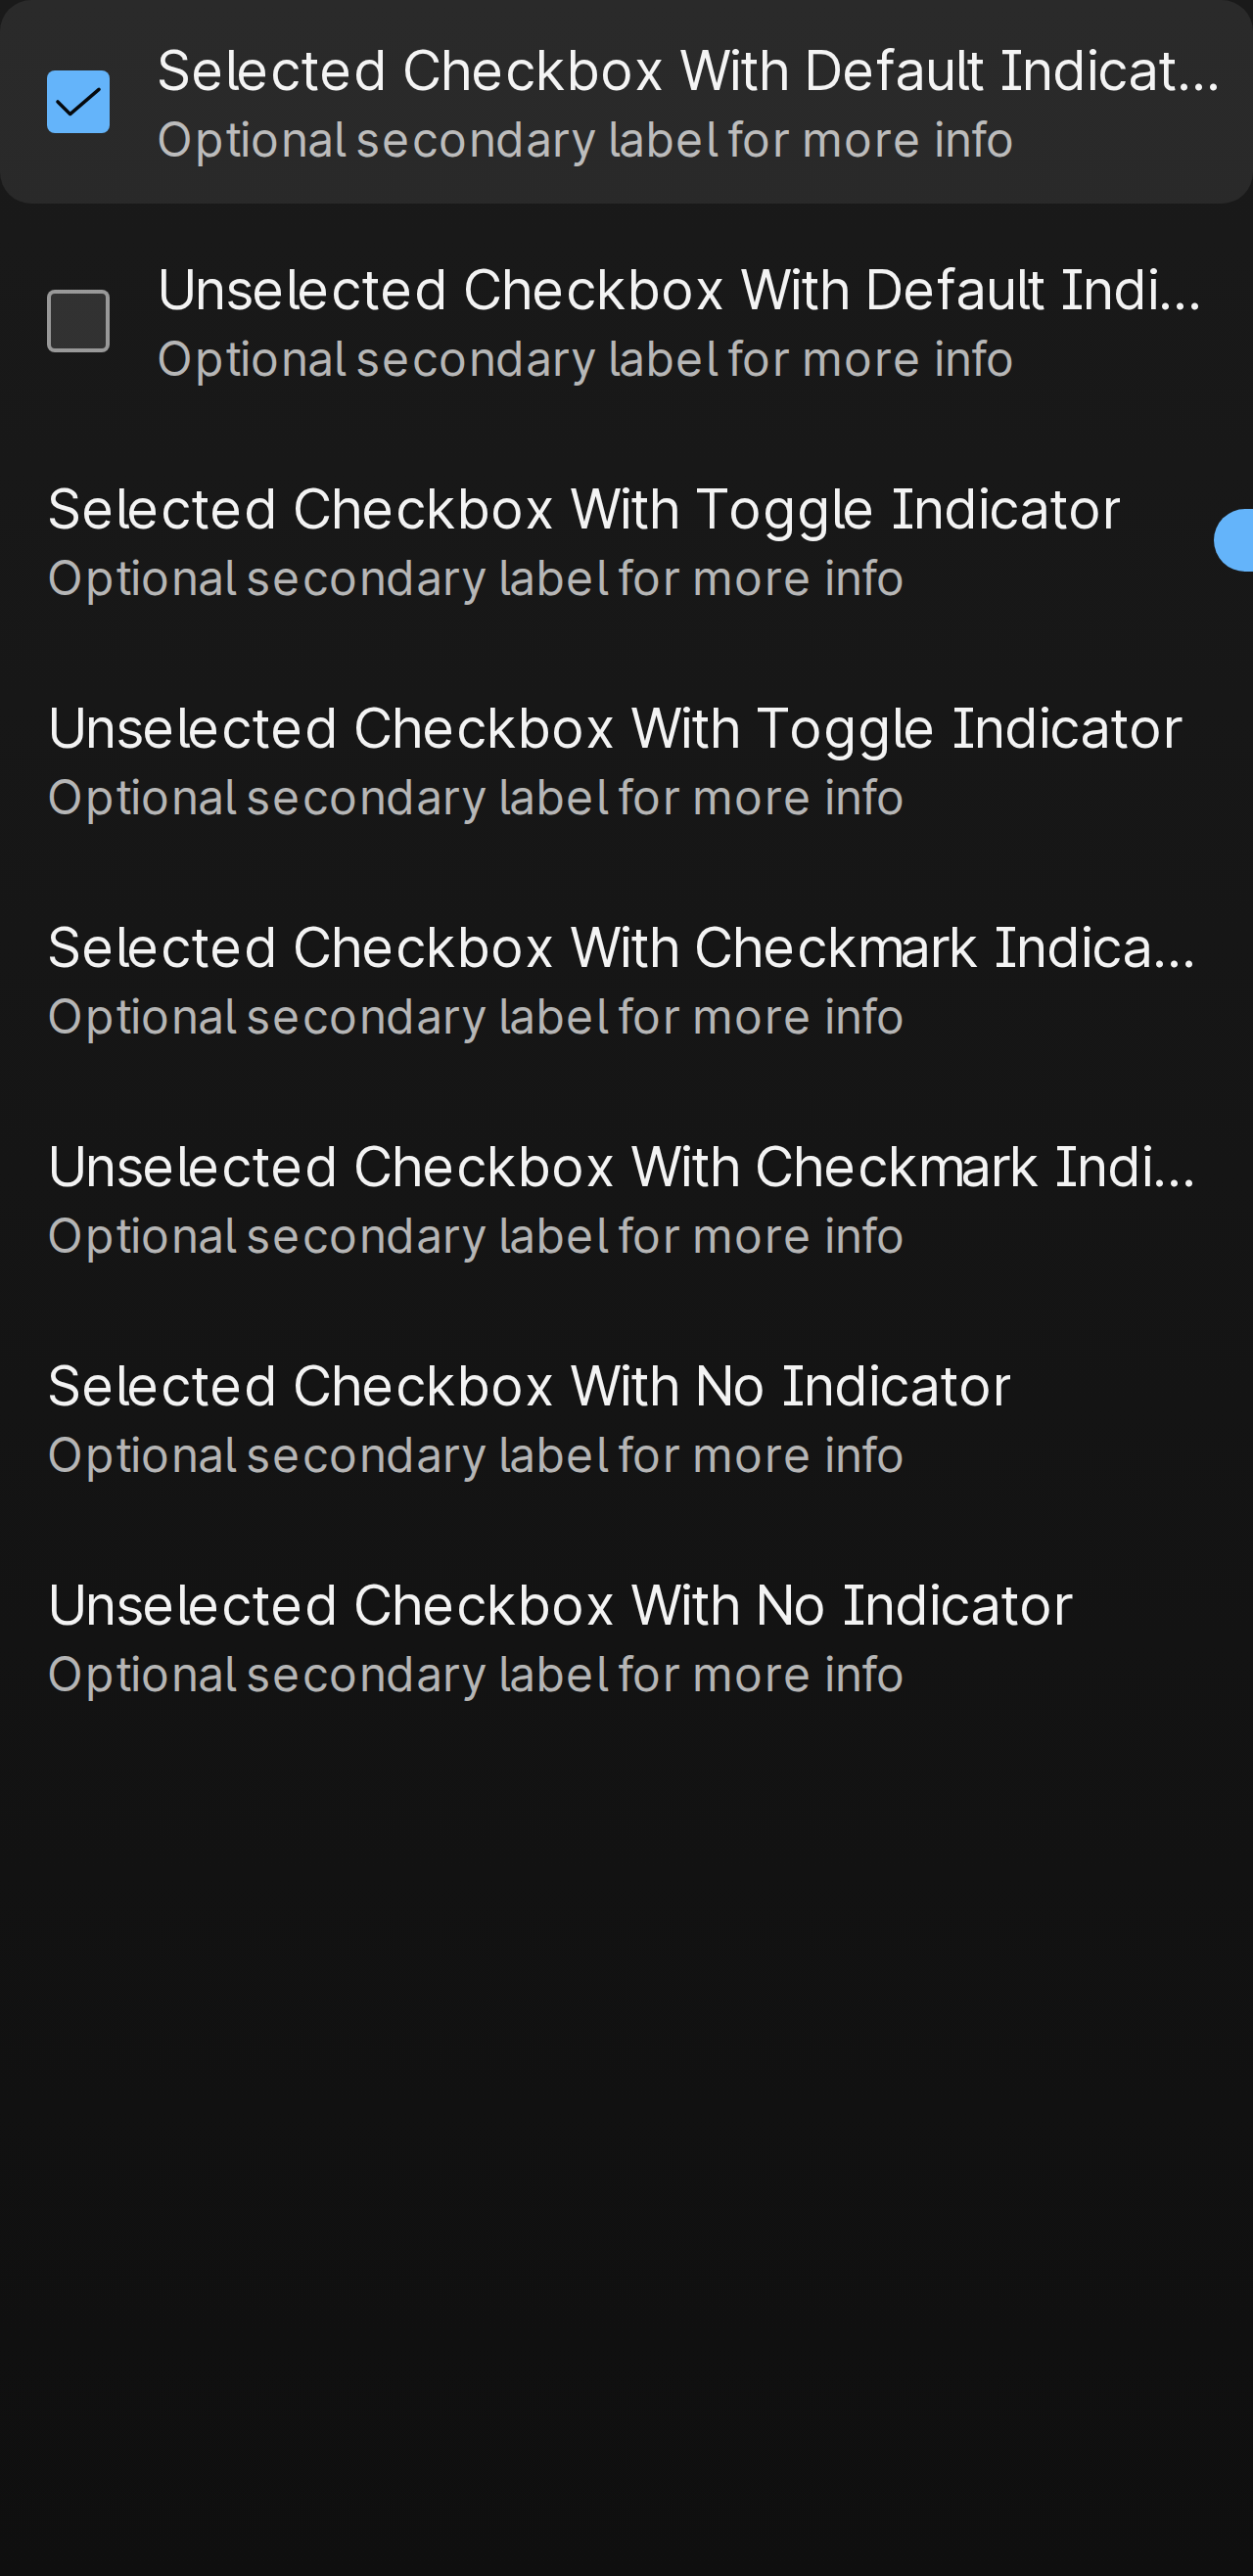 Selected Checkbox With Default Indicat...
Optional secondary label for more info
Unselected Checkbox With Default Indi...
Optional secondary label for more info
Selected Checkbox With Toggle Indicator
Optional secondary label for more info
Unselected Checkbox With Toggle Indicator
Optional secondary label for more info
Selected Checkbox With Checkmark Indica...
Optional secondary label for more info
Unselected Checkbox With Checkmark Indi...
Optional secondary label for more info
Selected Checkbox With No Indicator
Optional secondary label for more info
Unselected Checkbox With No Indicator
Optional secondary label for more info